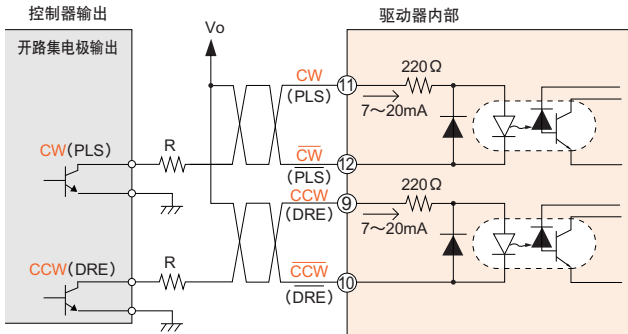 控制器输出
驱动器内部
开路集电极输出
Vo
CW
(PLS)
11
220Ω
7～20mA
CW(PLS)
R
CW
(PLS)
12
CCW
(DRE)
9
220Ω
7～20mA
CCW(DRE)
R
CCW
(DRE)
10